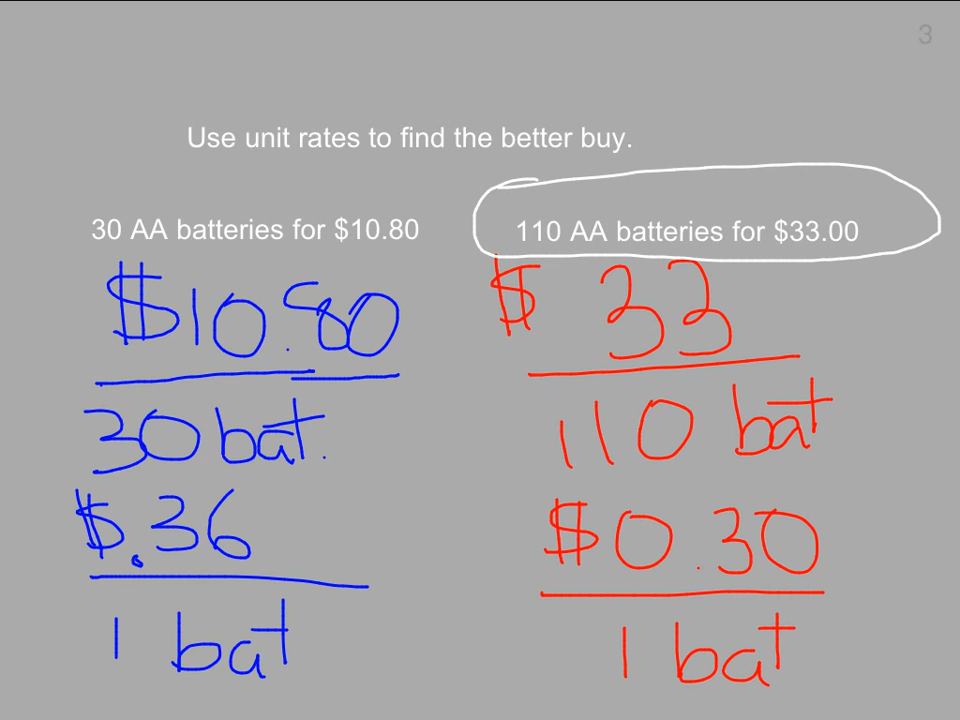 3
Use unit rates to find the better buy.
30 AA batteries for $10.80
$10.80
30 bat.
$.36
1 bat
110 AA batteries for $33.00
$ 33
110 bat
$0.30
1 bat